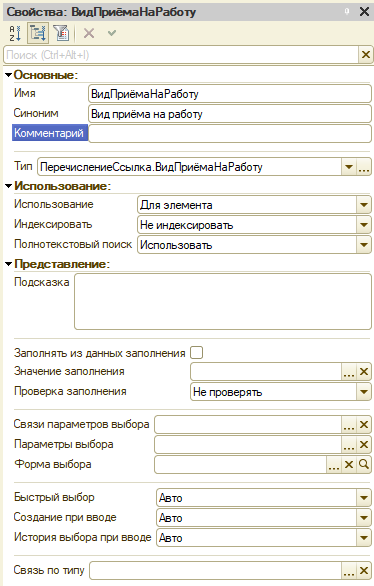 Свойства: ВидПриёмаНаРаботу
Поиск (Ctrl+Alt+I)
Основные:
Имя ВидПриёмаНаРаботу
Синоним Вид приёма на работу
Комментарий
Тип ПеречислениеСсылка.ВидПриёмаНаРаботу
Использование:
Использование Для элемента
Индексировать Не индексировать
Полнотекстовый поиск Использовать
Представление:
Подсказка
Заполнять из данных заполнения
Значение заполнения
Проверка заполнения Не проверять
Связи параметров выбора
Параметры выбора
Форма выбора
Быстрый выбор Авто
Создание при вводе Авто
История выбора при вводе Авто
Связь по типу